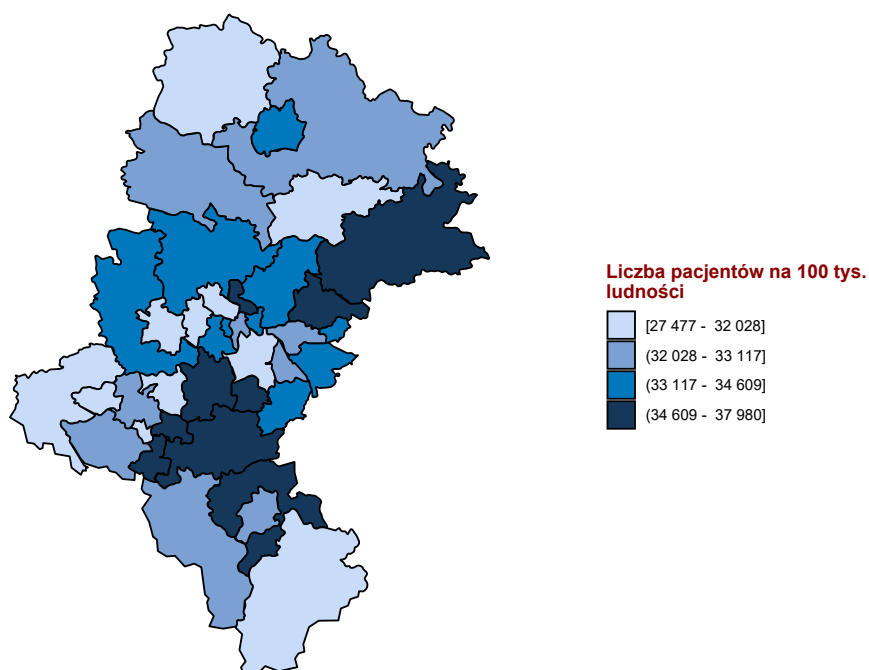 Liczba pacjentów na 100 tys.
ludności
[27 477 - 32 028]
(32 028 - 33 117]
(33 117 - 34 609]
(34 609 - 37 980]